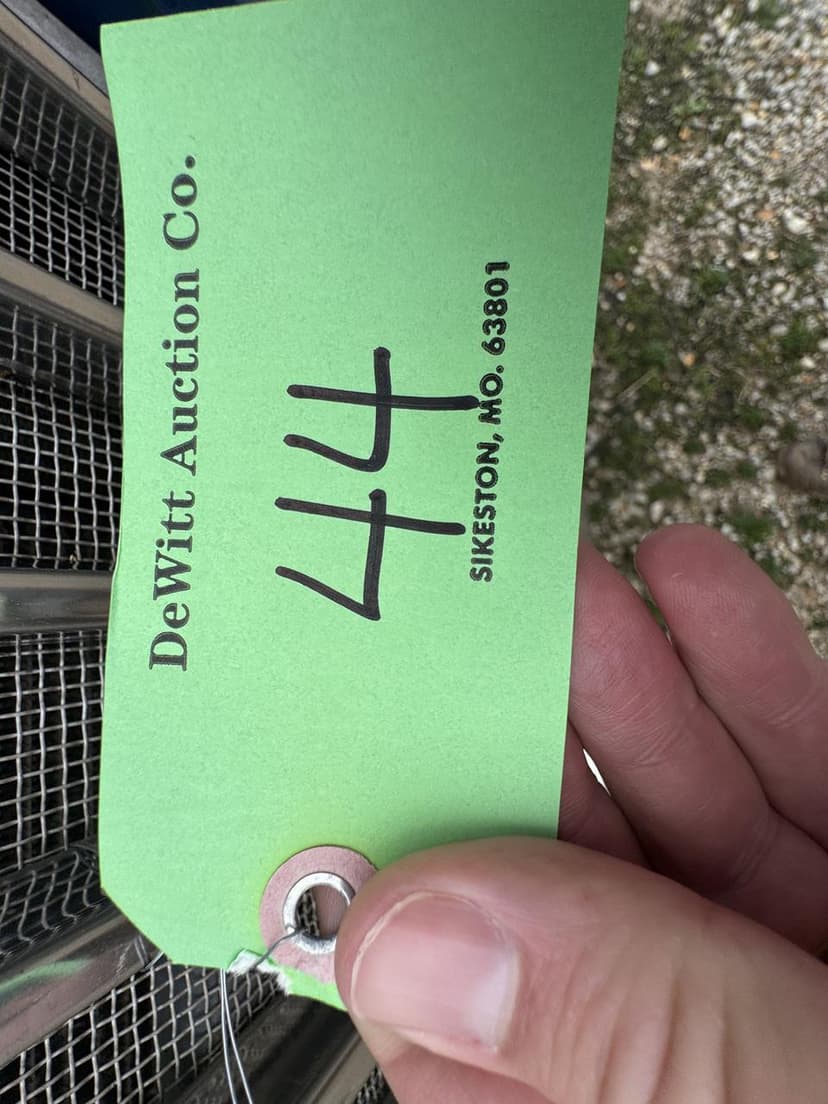 DeWitt Auction Co.
44
SIKESTON, MO. 63801